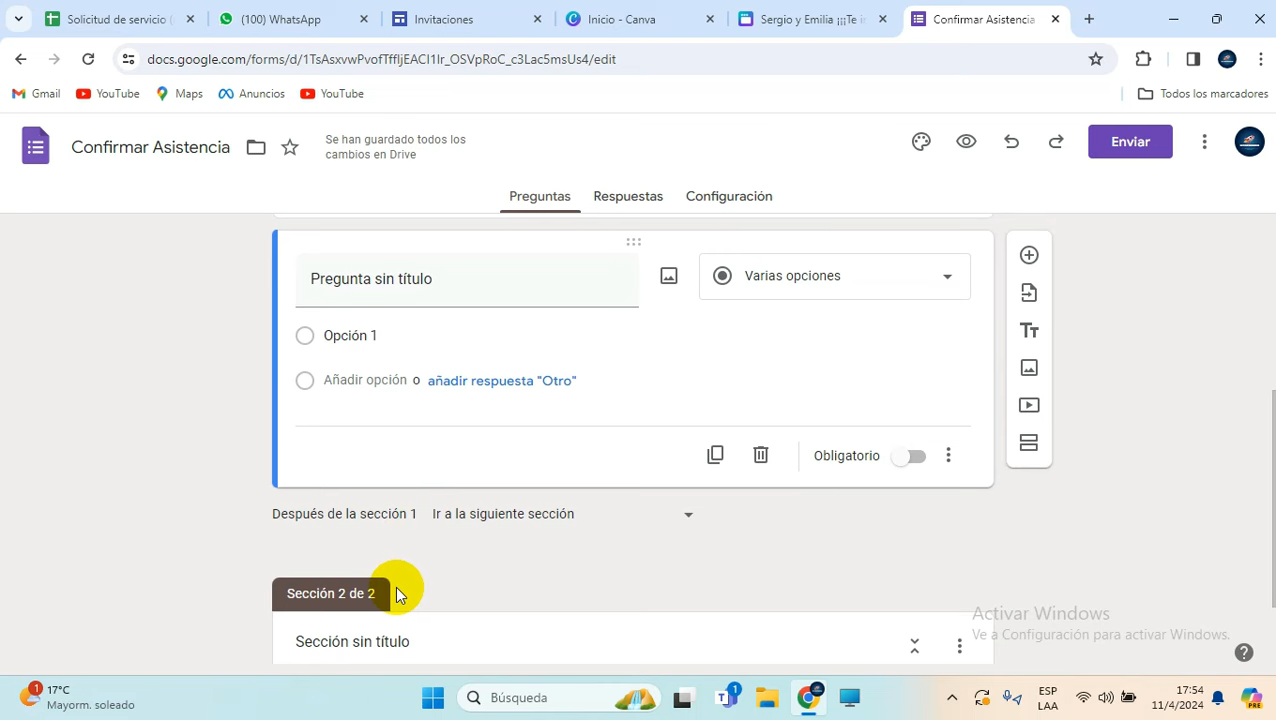 Solicitud de servicio (
(100) WhatsApp
Invitaciones
Inicio - Canva
Sergio y Emilia ¡¡¡Te i
Confirmar Asistencia
docs.google.com/forms/d/1TsAsxvwPvofTffljEACI1Ir_OSVpRoC_c3Lac5msUs4/edit
Gmail
YouTube
Maps
Anuncios
YouTube
Todos los marcadores
Confirmar Asistencia
Se han guardado todos los
cambios en Drive
Enviar
Preguntas
Respuestas
Configuración
Pregunta sin título
Varias opciones
Opción 1
Añadir opción o añadir respuesta "Otro"
Obligatorio
Después de la sección 1 Ir a la siguiente sección
Sección 2 de 2
Activar Windows
Ve a Configuración para activar Windows.
Sección sin título
1
17°C
Mayorm. soleado
Búsqueda
1
ESP
LAA
17:54
11/4/2024
PRE